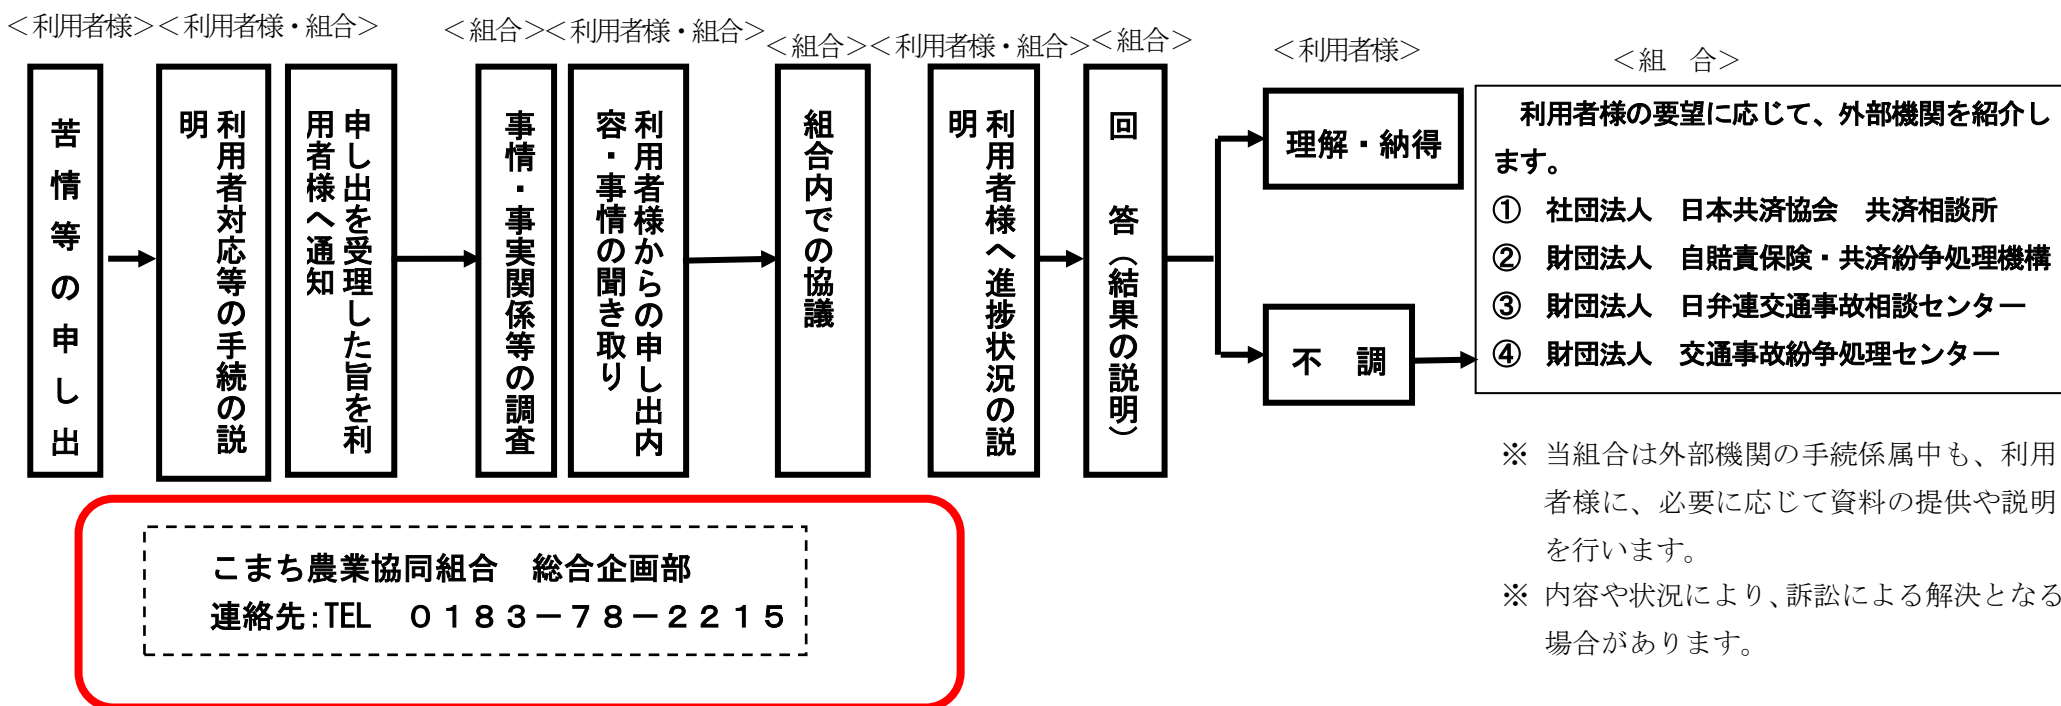 ＜利用者様＞＜利用者様・組合＞
＜組合＞＜利用者様・組合＞
＜組合＞＜利用者様・組合＞＜組合＞
＜利用者様＞
＜組　合＞
苦情等の申し出
利用者対応等の手続の説
明
申し出を受理した旨を利
用者様へ通知
事情・事実関係等の調査
利用者様からの申し出内
容・事情の聞き取り
組合内での協議
利用者様へ進捗状況の説
明
回　答（結果の説明）
理解・納得
不　調
利用者様の要望に応じて、外部機関を紹介し
ます。
①　社団法人　日本共済協会　共済相談所
②　財団法人　自賠責保険・共済紛争処理機構
③　財団法人　日弁連交通事故相談センター
④　財団法人　交通事故紛争処理センター
※ 当組合は外部機関の手続係属中も、利用
者様に、必要に応じて資料の提供や説明
を行います。
※ 内容や状況により、訴訟による解決となる
場合があります。
こまち農業協同組合　総合企画部
連絡先：TEL　０１８３－７８－２２１５